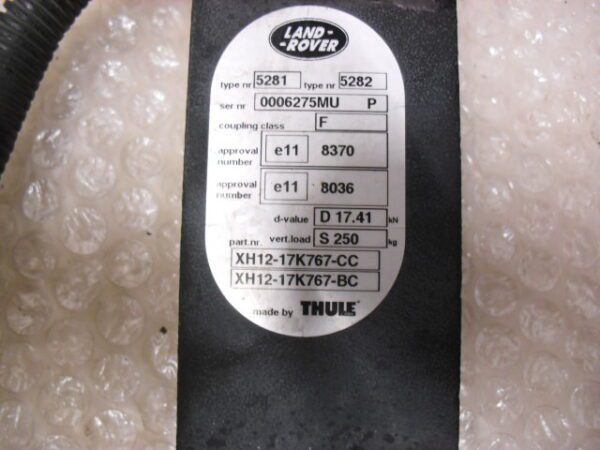 LAND-
-ROVER
type nr 5281 type nr 5282
ser nr 0006275MU P
coupling class F
approval number e11 8370
approval number e11 8036
d-value D 17.41 kN
part.nr. vert.load S 250 kg
XH12-17K767-CC
XH12-17K767-BC
made by THULE